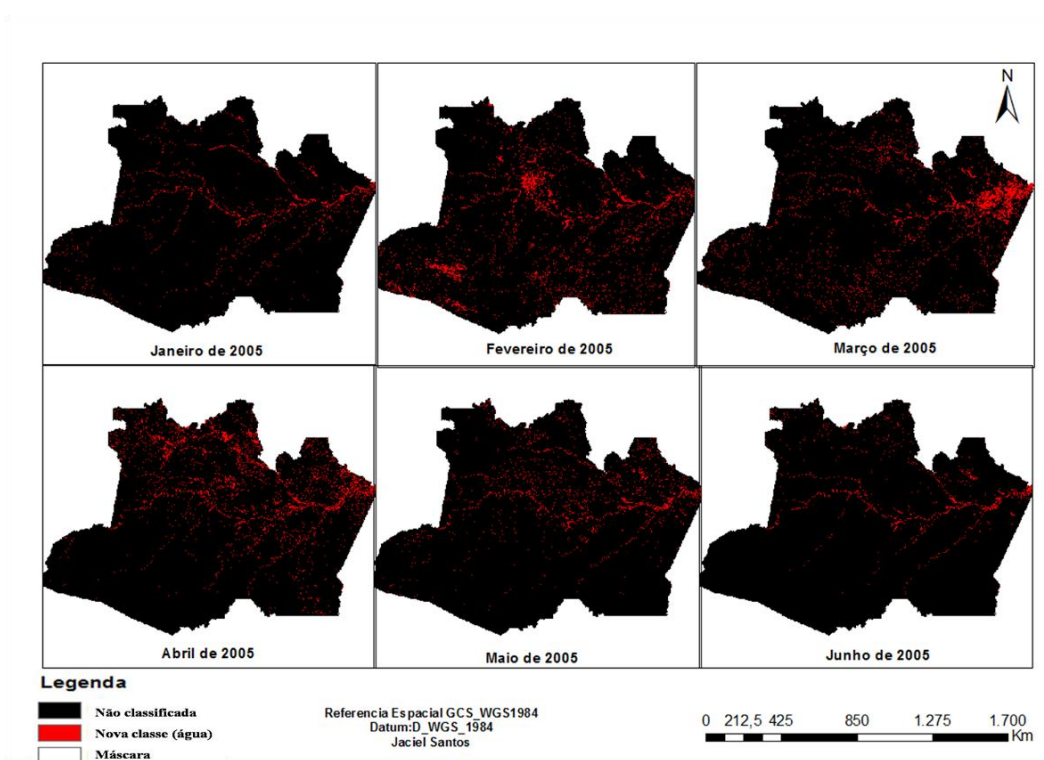 N
Janeiro de 2005
Fevereiro de 2005
Março de 2005
Abril de 2005
Maio de 2005
Junho de 2005
Legenda
Não classificada
Nova classe (água)
Máscara
Referencia Espacial GCS_WGS1984
Datum:D_WGS_1984
Jaciel Santos
0 212,5 425 850 1.275 1.700
Km